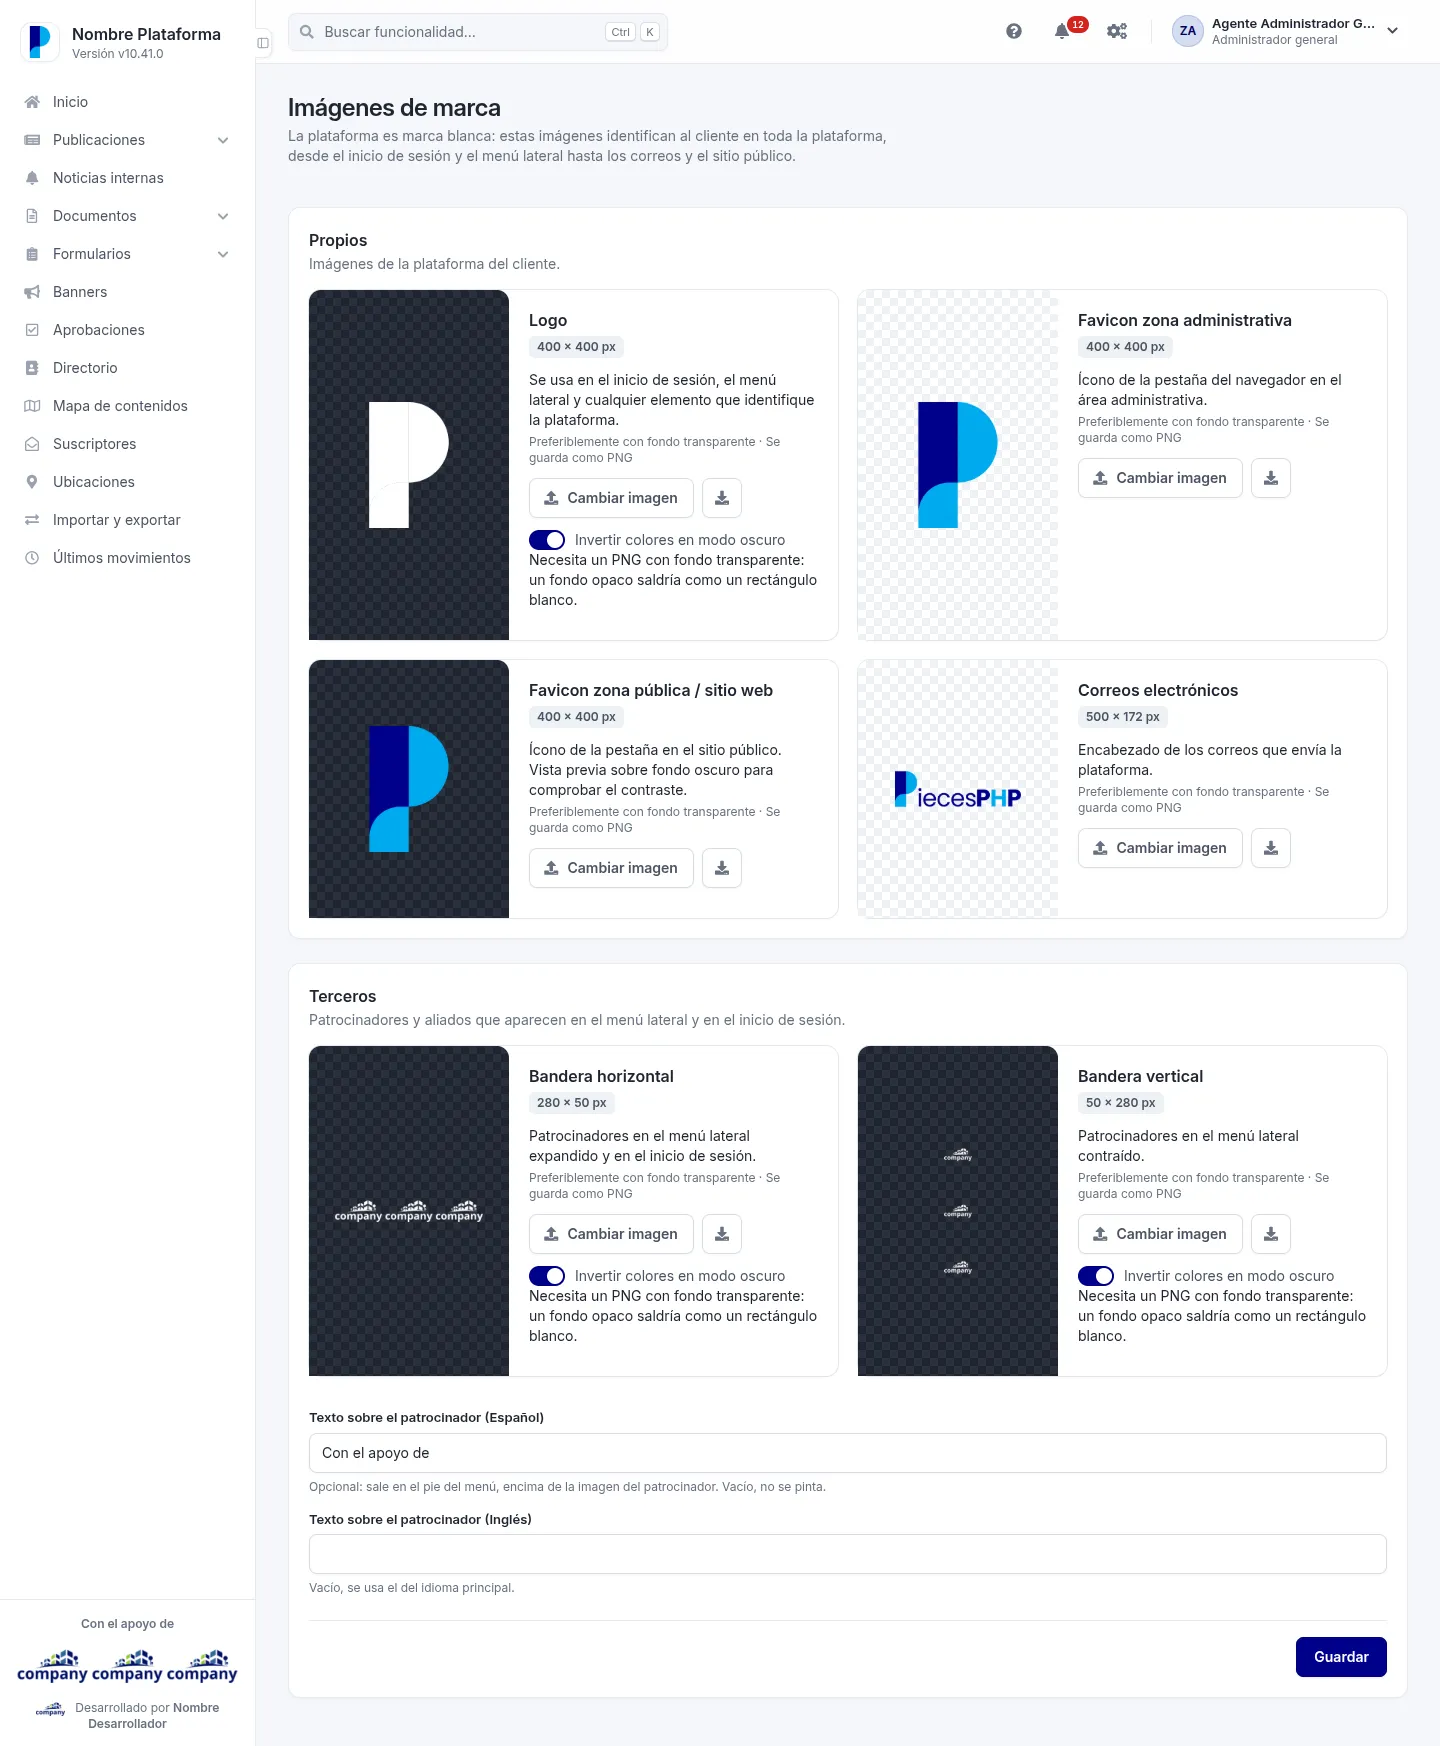 Nombre Plataforma
Versión v10.41.0
Buscar funcionalidad...
Ctrl
K
12
ZA
Agente Administrador G...
Administrador general
Inicio
Publicaciones
Noticias internas
Documentos
Formularios
Banners
Aprobaciones
Directorio
Mapa de contenidos
Suscriptores
Ubicaciones
Importar y exportar
Últimos movimientos
Imágenes de marca
La plataforma es marca blanca: estas imágenes identifican al cliente en toda la plataforma,
desde el inicio de sesión y el menú lateral hasta los correos y el sitio público.
Propios
Imágenes de la plataforma del cliente.
Logo
400 × 400 px
Se usa en el inicio de sesión, el menú
lateral y cualquier elemento que identifique
la plataforma.
Preferiblemente con fondo transparente · Se
guarda como PNG
Cambiar imagen
Invertir colores en modo oscuro
Necesita un PNG con fondo transparente:
un fondo opaco saldría como un rectángulo
blanco.
Favicon zona administrativa
400 × 400 px
Ícono de la pestaña del navegador en el
área administrativa.
Preferiblemente con fondo transparente · Se
guarda como PNG
Cambiar imagen
Favicon zona pública / sitio web
400 × 400 px
Ícono de la pestaña en el sitio público.
Vista previa sobre fondo oscuro para
comprobar el contraste.
Preferiblemente con fondo transparente · Se
guarda como PNG
Cambiar imagen
PiecesPHP
Correos electrónicos
500 × 172 px
Encabezado de los correos que envía la
plataforma.
Preferiblemente con fondo transparente · Se
guarda como PNG
Cambiar imagen
Terceros
Patrocinadores y aliados que aparecen en el menú lateral y en el inicio de sesión.
company company company
Bandera horizontal
280 × 50 px
Patrocinadores en el menú lateral
expandido y en el inicio de sesión.
Preferiblemente con fondo transparente · Se
guarda como PNG
Cambiar imagen
Invertir colores en modo oscuro
Necesita un PNG con fondo transparente:
un fondo opaco saldría como un rectángulo
blanco.
company
company
company
Bandera vertical
50 × 280 px
Patrocinadores en el menú lateral
contraído.
Preferiblemente con fondo transparente · Se
guarda como PNG
Cambiar imagen
Invertir colores en modo oscuro
Necesita un PNG con fondo transparente:
un fondo opaco saldría como un rectángulo
blanco.
Texto sobre el patrocinador (Español)
Con el apoyo de
Opcional: sale en el pie del menú, encima de la imagen del patrocinador. Vacío, no se pinta.
Texto sobre el patrocinador (Inglés)
Vacío, se usa el del idioma principal.
Guardar
Con el apoyo de
company company company
company
Desarrollado por Nombre
Desarrollador